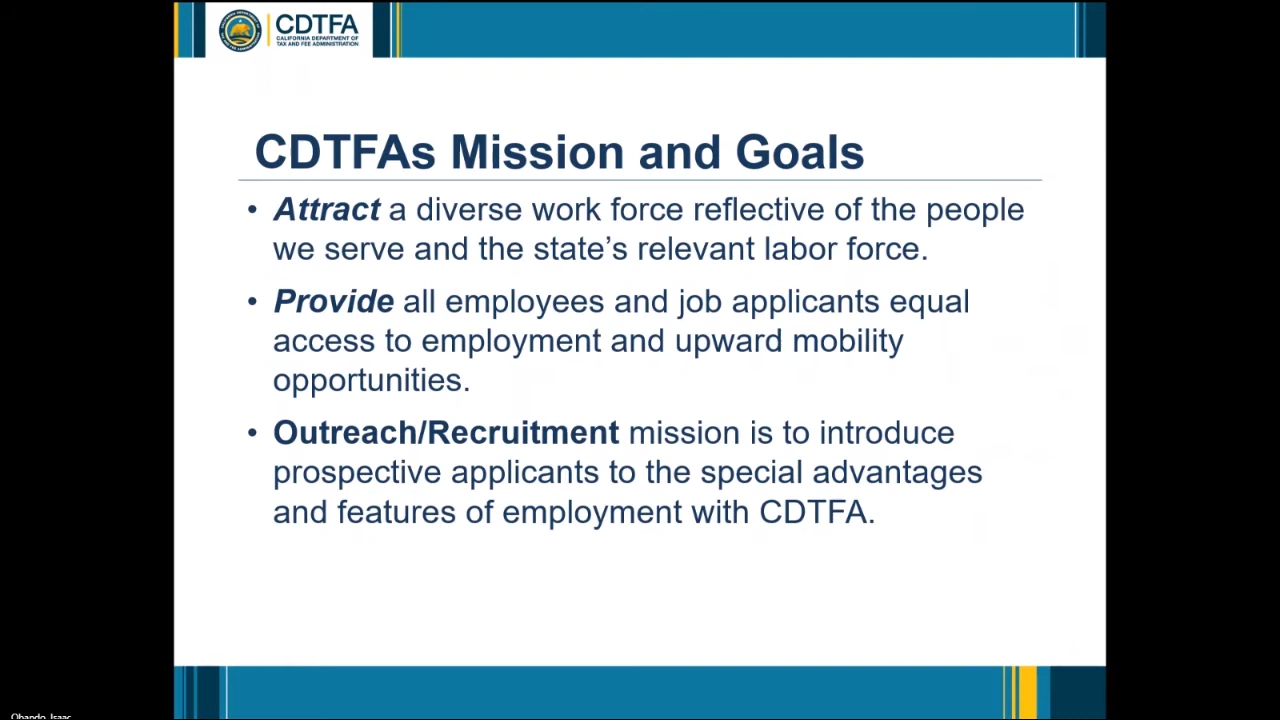 CDTFA
CALIFORNIA DEPARTMENT OF
TAX AND FEE ADMINISTRATION
CDTFAs Mission and Goals
• Attract a diverse work force reflective of the people
we serve and the state’s relevant labor force.
• Provide all employees and job applicants equal
access to employment and upward mobility
opportunities.
• Outreach/Recruitment mission is to introduce
prospective applicants to the special advantages
and features of employment with CDTFA.
Obando, Isaac